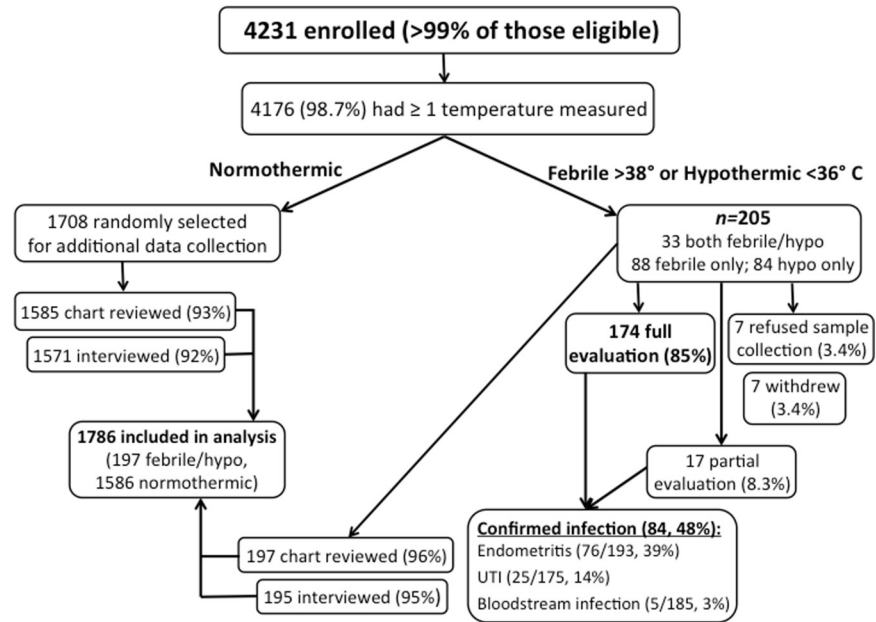 4231 enrolled (>99% of those eligible)
4176 (98.7%) had ≥ 1 temperature measured
Normothermic
Febrile >38° or Hypothermic <36° C
1708 randomly selected
for additional data collection
n=205
33 both febrile/hypo
88 febrile only; 84 hypo only
1585 chart reviewed (93%)
1571 interviewed (92%)
174 full
evaluation (85%)
7 refused sample
collection (3.4%)
7 withdrew
(3.4%)
1786 included in analysis
(197 febrile/hypo,
1586 normothermic)
17 partial
evaluation (8.3%)
197 chart reviewed (96%)
195 interviewed (95%)
Confirmed infection (84, 48%):
Endometritis (76/193, 39%)
UTI (25/175, 14%)
Bloodstream infection (5/185, 3%)